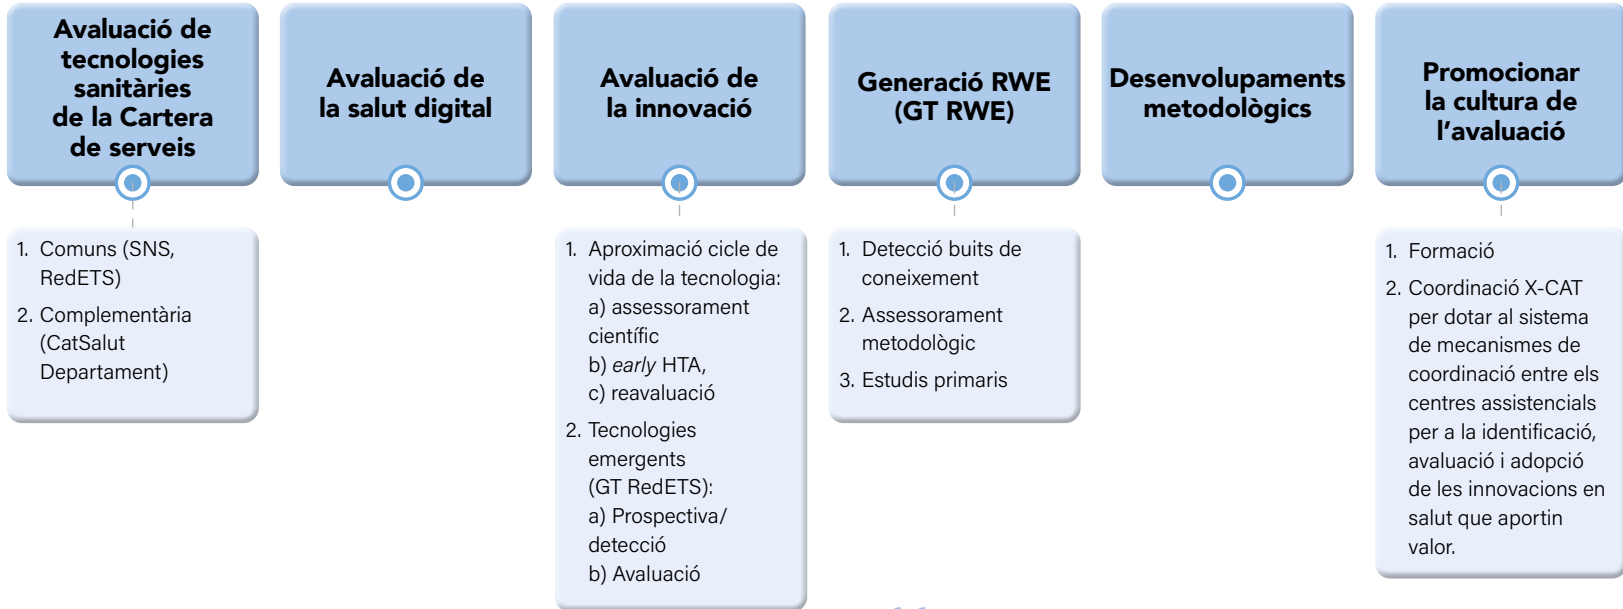 Avaluació de
tecnologies
sanitàries
de la Cartera
de serveis
1. Comuns (SNS,
RedETS)
2. Complementària
(CatSalut
Departament)
Avaluació de
la salut digital
Avaluació de
la innovació
1. Aproximació cicle de
vida de la tecnologia:
a) assessorament
científic
b) early HTA,
c) reavaluació
2. Tecnologies
emergents
(GT RedETS):
a) Prospectiva/
detecció
b) Avaluació
Generació RWE
(GT RWE)
1. Detecció buits de
coneixement
2. Assessorament
metodològic
3. Estudis primaris
Desenvolupaments
metodològics
Promocionar
la cultura de
l’avaluació
1. Formació
2. Coordinació X-CAT
per dotar al sistema
de mecanismes de
coordinació entre els
centres assistencials
per a la identificació,
avaluació i adopció
de les innovacions en
salut que aportin
valor.